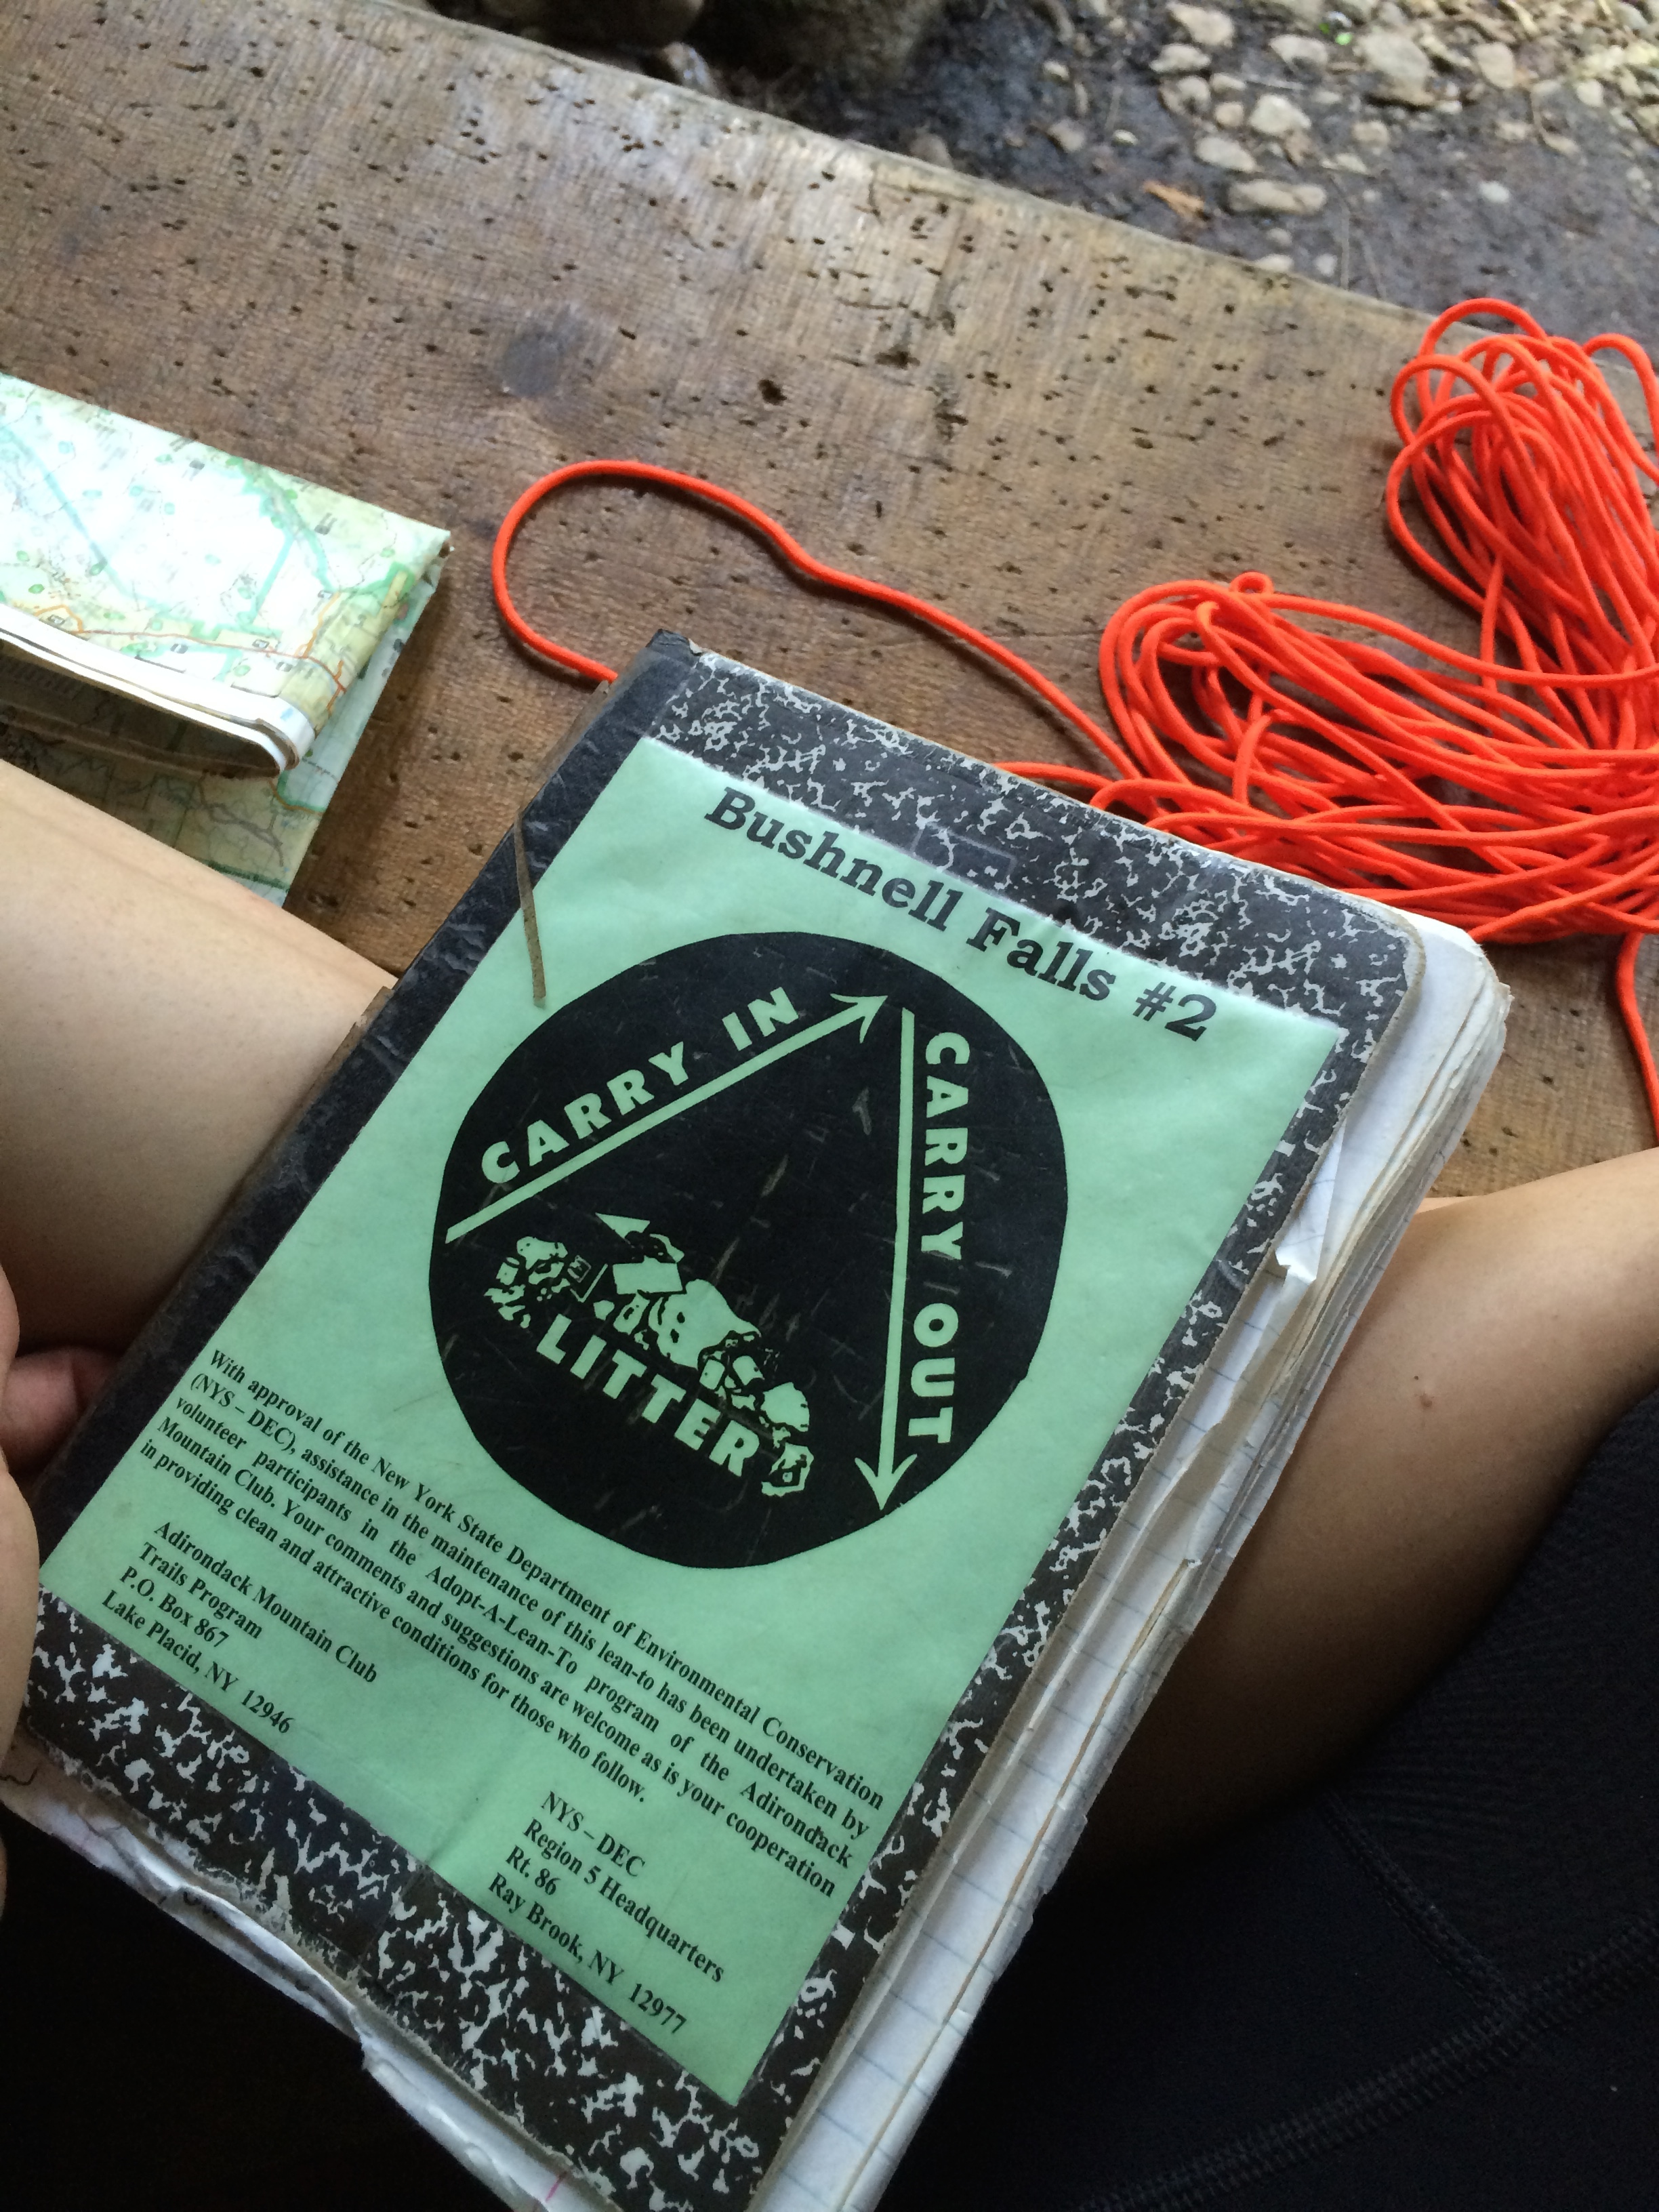 Bushnell Falls #2
CARRY IN
CARRY OUT
LITTER
With approval of the New York State Department of Environmental Conservation
(NYS – DEC), assistance in the maintenance of this lean-to has been undertaken by
volunteer participants in the Adopt-A-Lean-To program of the Adirondack
Mountain Club. Your comments and suggestions are welcome as is your cooperation
in providing clean and attractive conditions for those who follow.
Adirondack Mountain Club
Trails Program
P.O. Box 867
Lake Placid, NY 12946
NYS – DEC
Region 5 Headquarters
Rt. 86
Ray Brook, NY 12977